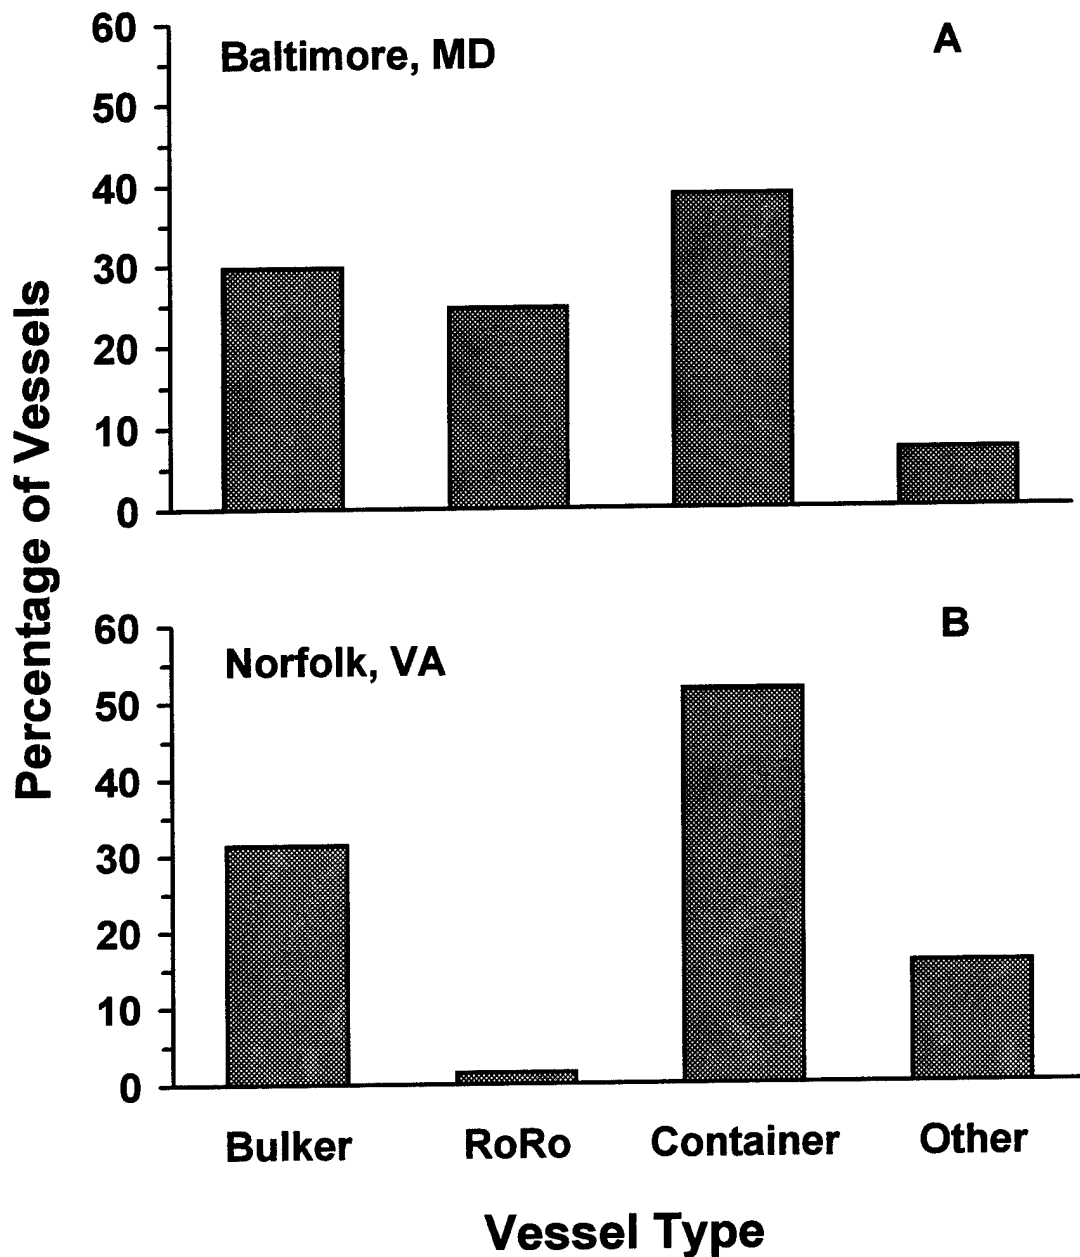 Percentage of Vessels
A
Baltimore, MD
60
50
40
30
20
10
0
B
Norfolk, VA
60
50
40
30
20
10
0
Bulker RoRo Container Other
Vessel Type